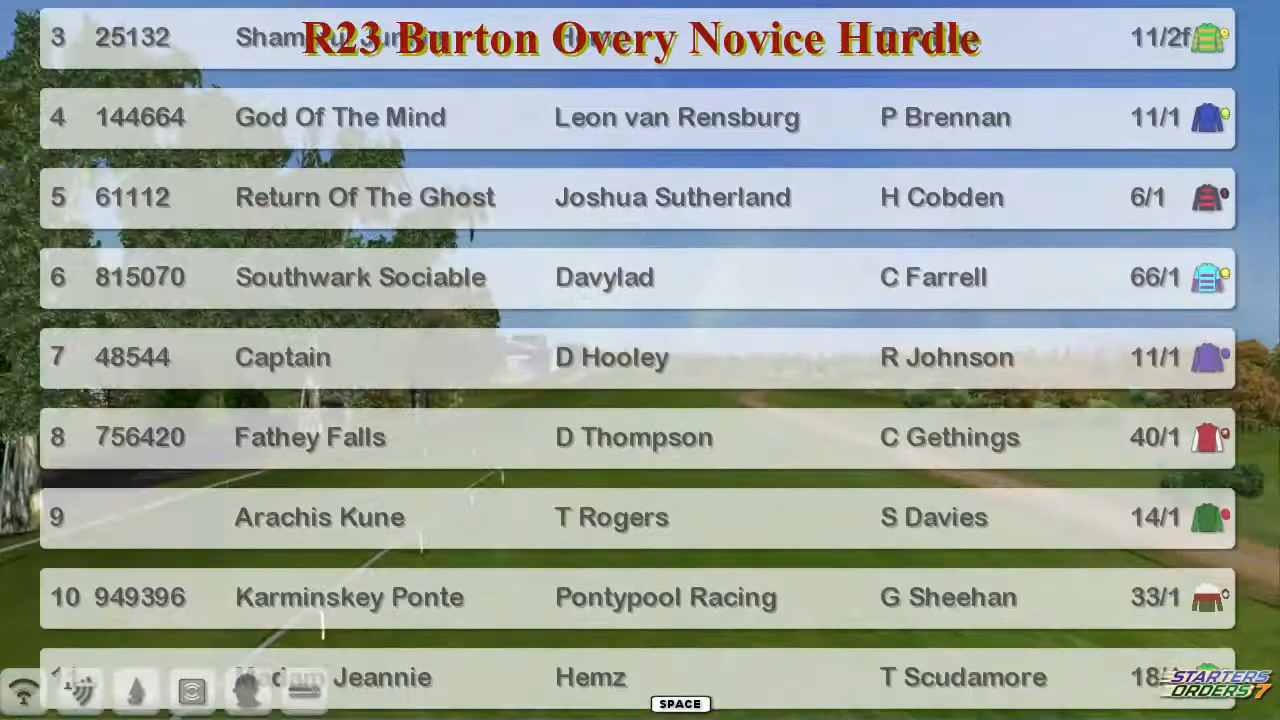 R23 Burton Overy Novice Hurdle
3 25132 11/2f
4 144664 God Of The Mind Leon van Rensburg P Brennan 11/1
5 61112 Return Of The Ghost Joshua Sutherland H Cobden 6/1
6 815070 Southwark Sociable Davylad C Farrell 66/1
7 48544 Captain D Hooley R Johnson 11/1
8 756420 Fathey Falls D Thompson C Gethings 40/1
9 Arachis Kune T Rogers S Davies 14/1
10 949396 Karminskey Ponte Pontypool Racing G Sheehan 33/1
Madam Jeannie Hemz T Scudamore
STARTERS ORDERS 7
SPACE